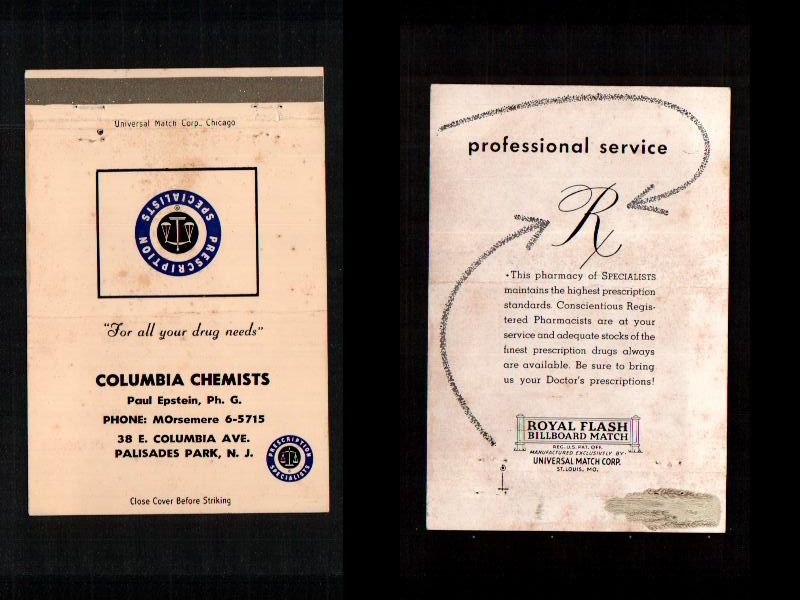 Universal Match Corp., Chicago
PRESCRIPTION SPECIALISTS
"For all your drug needs"
COLUMBIA CHEMISTS
Paul Epstein, Ph. G.
PHONE: MOrsemere 6-5715
38 E. COLUMBIA AVE.
PALISADES PARK, N. J.
PRESCRIPTION SPECIALISTS
Close Cover Before Striking
professional service
Rx
•This pharmacy of SPECIALISTS
maintains the highest prescription
standards. Conscientious Regis-
tered Pharmacists are at your
service and adequate stocks of the
finest prescription drugs always
are available. Be sure to bring
us your Doctor's prescriptions!
ROYAL FLASH
BILLBOARD MATCH
REG. U.S. PAT. OFF.
MANUFACTURED EXCLUSIVELY BY
UNIVERSAL MATCH CORP.
ST. LOUIS, MO.